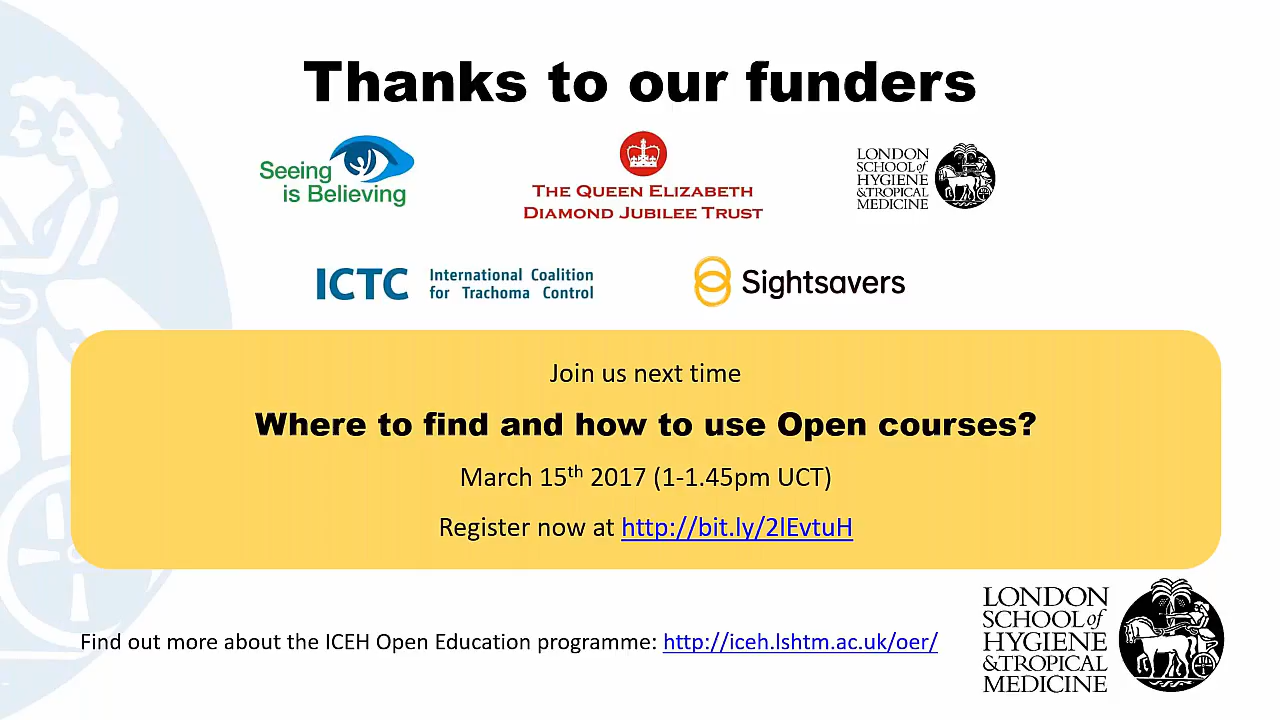 Thanks to our funders
Seeing
is Believing
THE QUEEN ELIZABETH
DIAMOND JUBILEE TRUST
LONDON
SCHOOL of
HYGIENE
&TROPICAL
MEDICINE
ICTC International Coalition
for Trachoma Control
Sightsavers
Join us next time
Where to find and how to use Open courses?
March 15th 2017 (1-1.45pm UCT)
Register now at http://bit.ly/2lEvtuH
Find out more about the ICEH Open Education programme: http://iceh.lshtm.ac.uk/oer/
LONDON
SCHOOL of
HYGIENE
&TROPICAL
MEDICINE